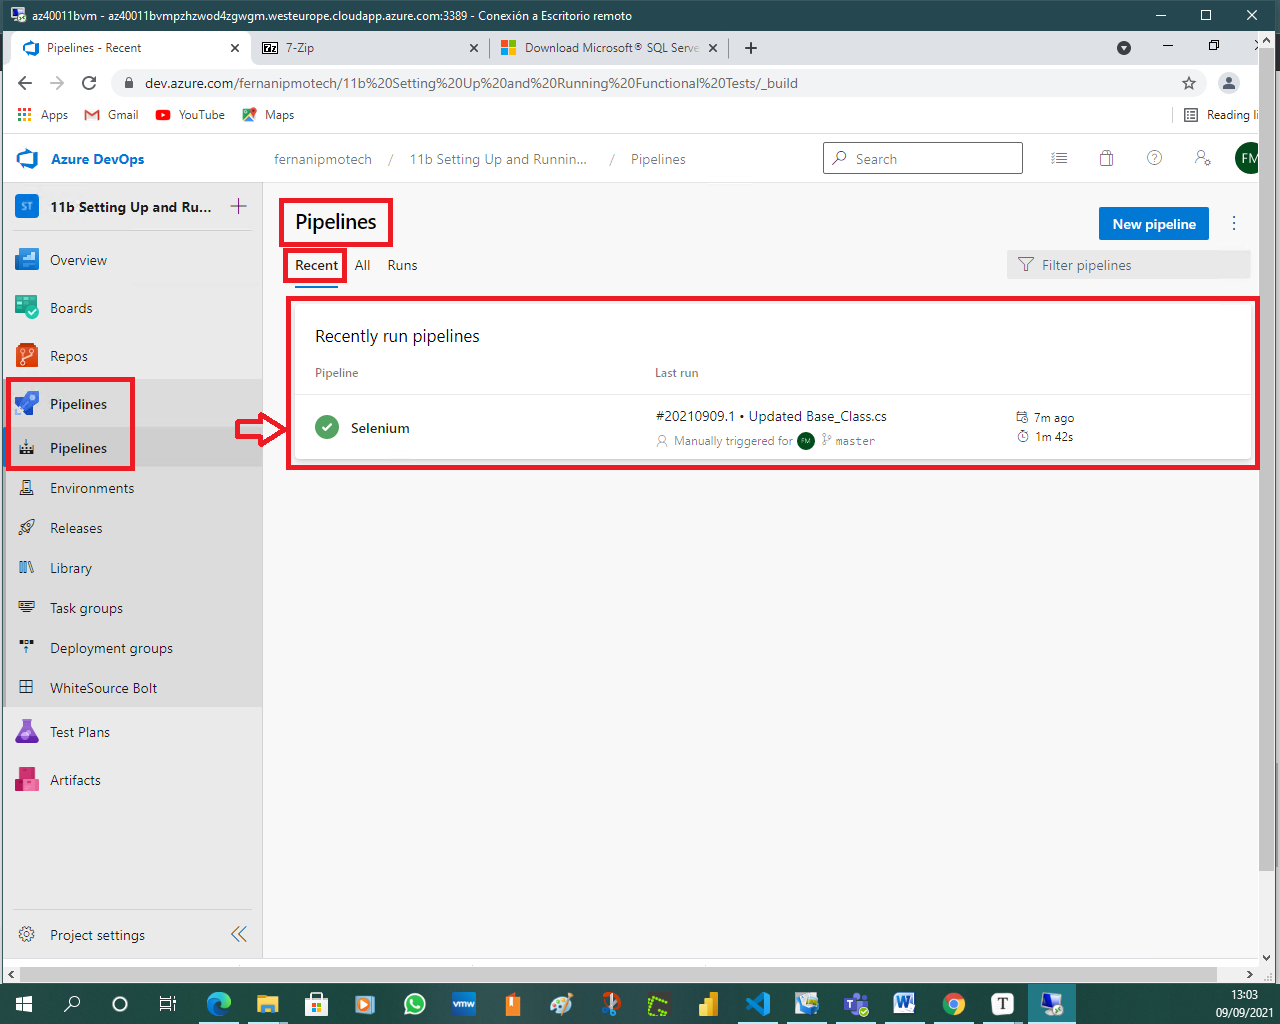 az40011bvm - az40011bvmpzhzwod4zgwgm.westeurope.cloudapp.azure.com:3389 - Conexión a Escritorio remoto
Pipelines - Recent
7-Zip
Download Microsoft® SQL Serve
dev.azure.com/fernanipmotech/11b%20Setting%20Up%20and%20Running%20Functional%20Tests/_build
Apps
Gmail
YouTube
Maps
Reading li
Azure DevOps
fernanipmotech / 11b Setting Up and Runnin... / Pipelines
Search
FM
ST
11b Setting Up and Ru...
Overview
Boards
Repos
Pipelines
Pipelines
Environments
Releases
Library
Task groups
Deployment groups
WhiteSource Bolt
Test Plans
Artifacts
Project settings
Pipelines
New pipeline
Recent
All
Runs
Filter pipelines
Recently run pipelines
Pipeline
Last run
Selenium
#20210909.1 • Updated Base_Class.cs
Manually triggered for FM master
7m ago
1m 42s
vmw
T
13:03
09/09/2021